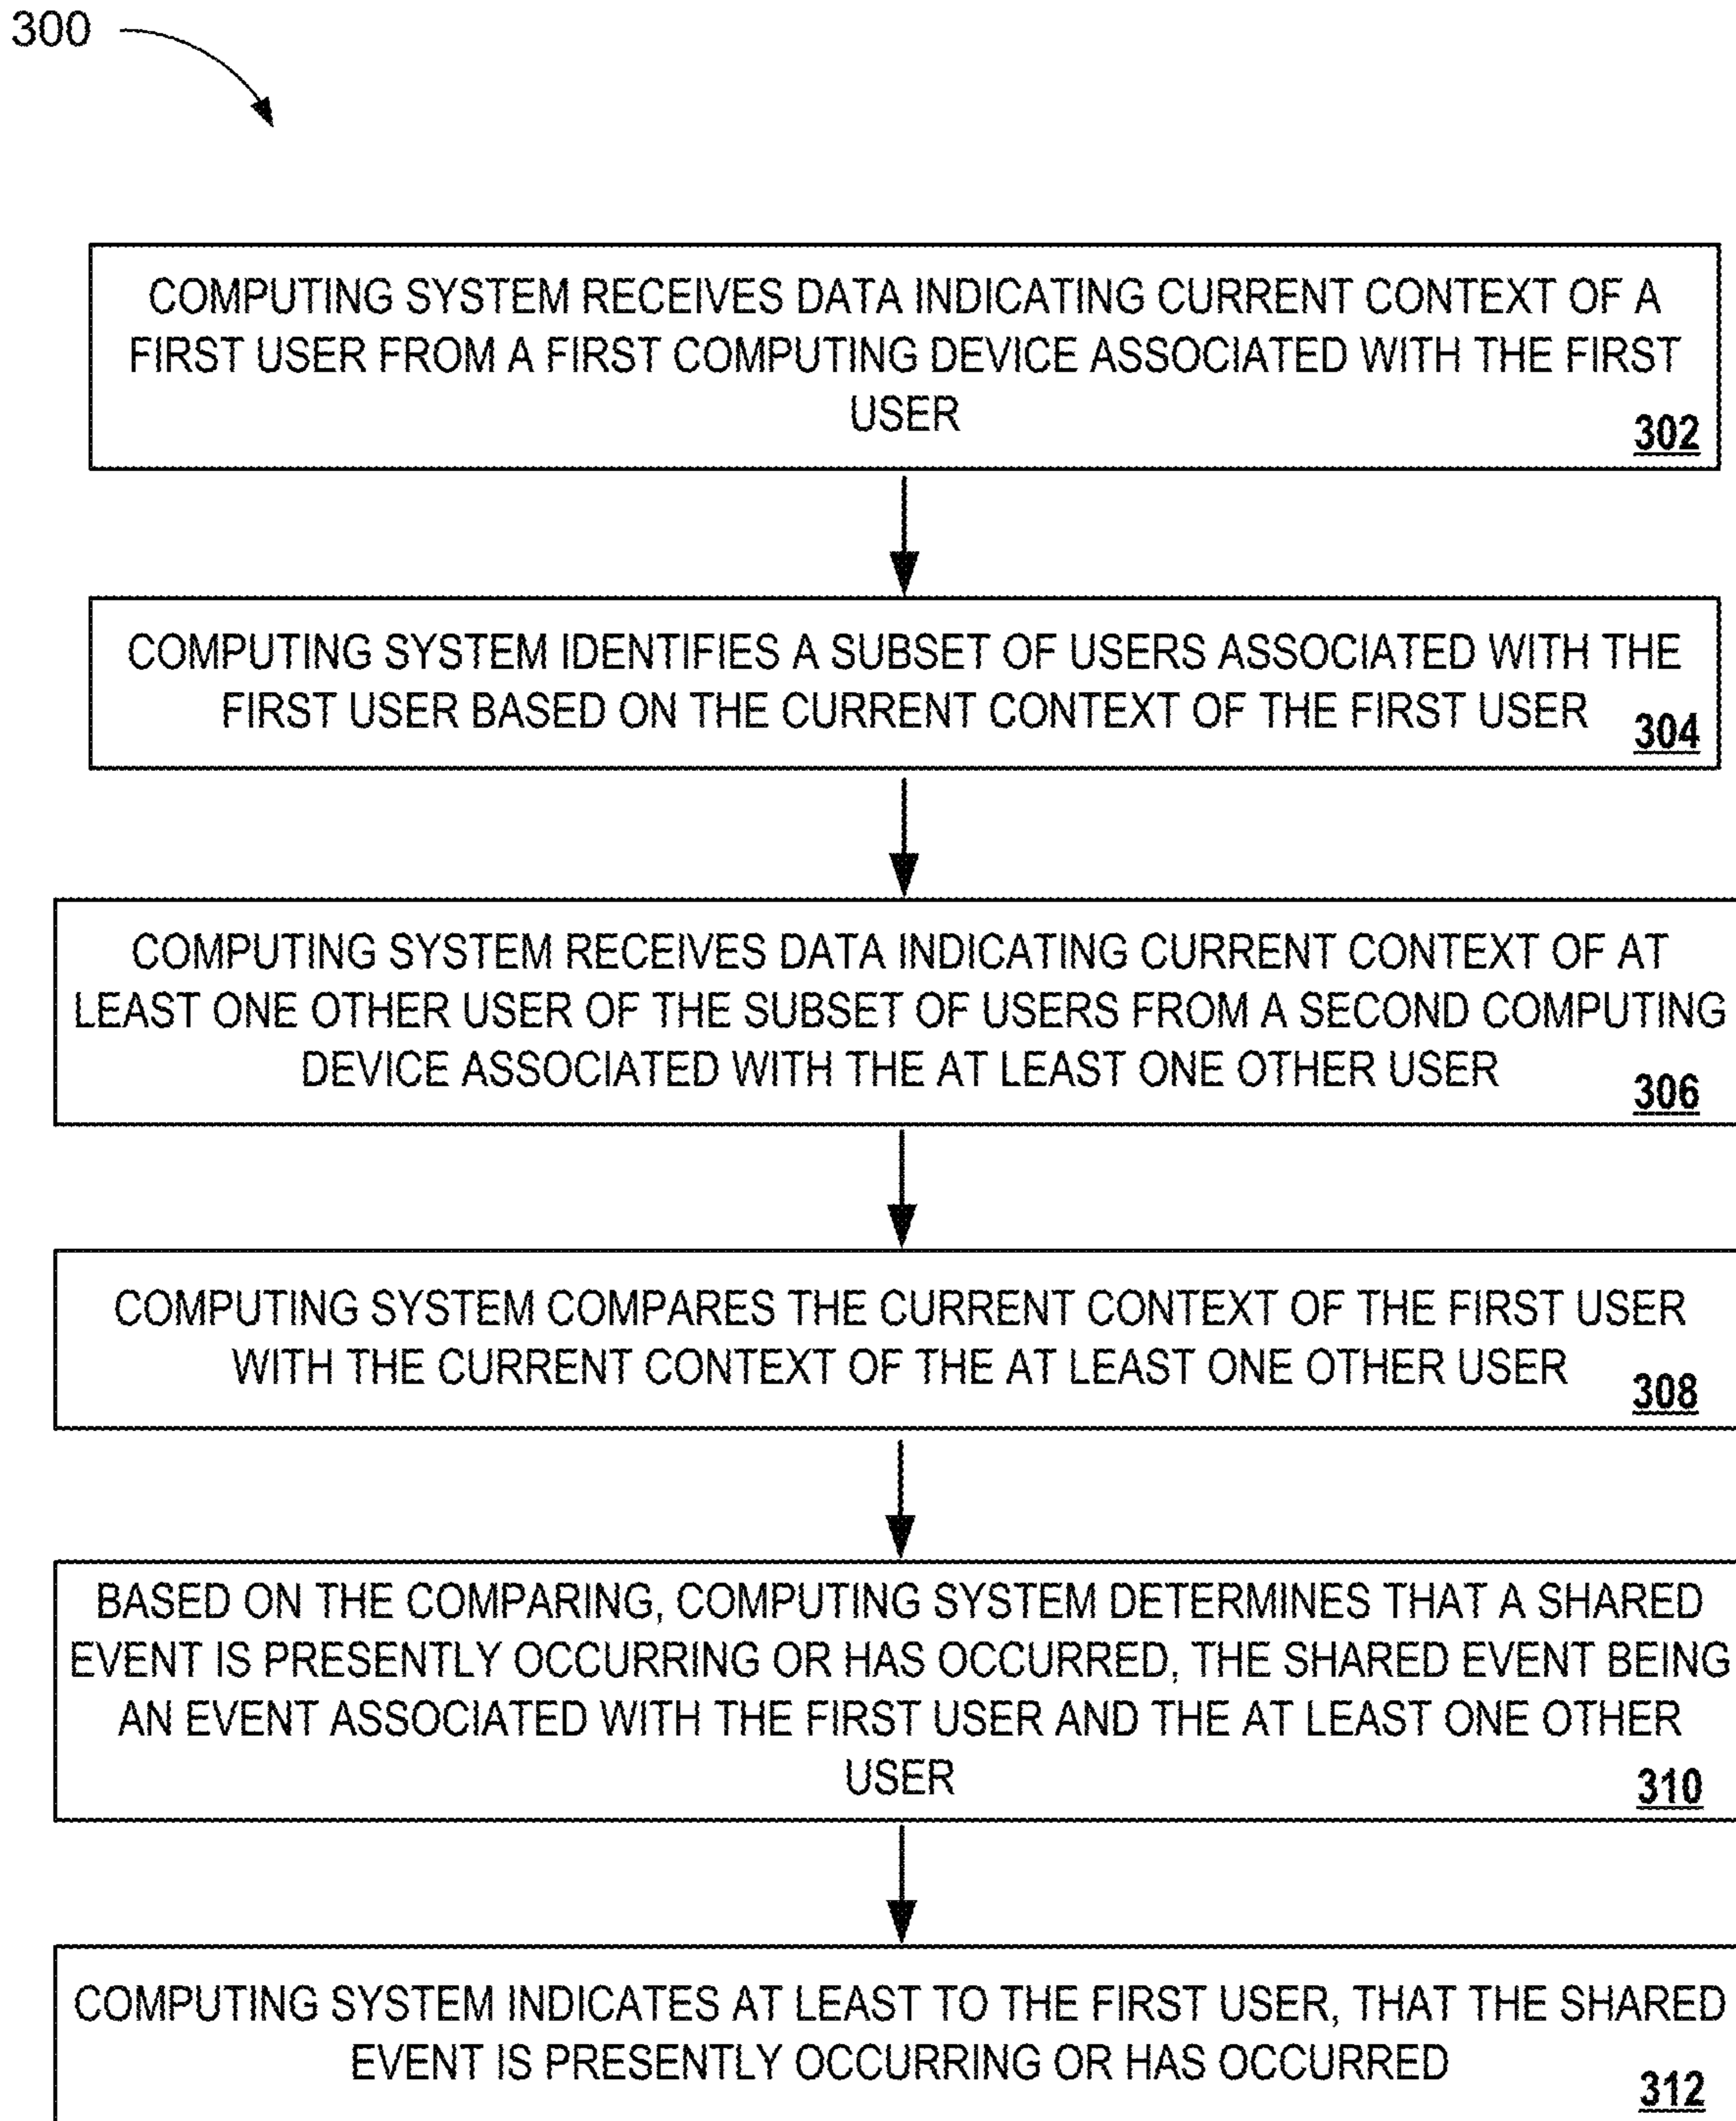 300
COMPUTING SYSTEM RECEIVES DATA INDICATING CURRENT CONTEXT OF A
FIRST USER FROM A FIRST COMPUTING DEVICE ASSOCIATED WITH THE FIRST
USER
302
COMPUTING SYSTEM IDENTIFIES A SUBSET OF USERS ASSOCIATED WITH THE
FIRST USER BASED ON THE CURRENT CONTEXT OF THE FIRST USER
304
COMPUTING SYSTEM RECEIVES DATA INDICATING CURRENT CONTEXT OF AT
LEAST ONE OTHER USER OF THE SUBSET OF USERS FROM A SECOND COMPUTING
DEVICE ASSOCIATED WITH THE AT LEAST ONE OTHER USER
306
COMPUTING SYSTEM COMPARES THE CURRENT CONTEXT OF THE FIRST USER
WITH THE CURRENT CONTEXT OF THE AT LEAST ONE OTHER USER
308
BASED ON THE COMPARING, COMPUTING SYSTEM DETERMINES THAT A SHARED
EVENT IS PRESENTLY OCCURRING OR HAS OCCURRED, THE SHARED EVENT BEING
AN EVENT ASSOCIATED WITH THE FIRST USER AND THE AT LEAST ONE OTHER
USER
310
COMPUTING SYSTEM INDICATES AT LEAST TO THE FIRST USER, THAT THE SHARED
EVENT IS PRESENTLY OCCURRING OR HAS OCCURRED
312